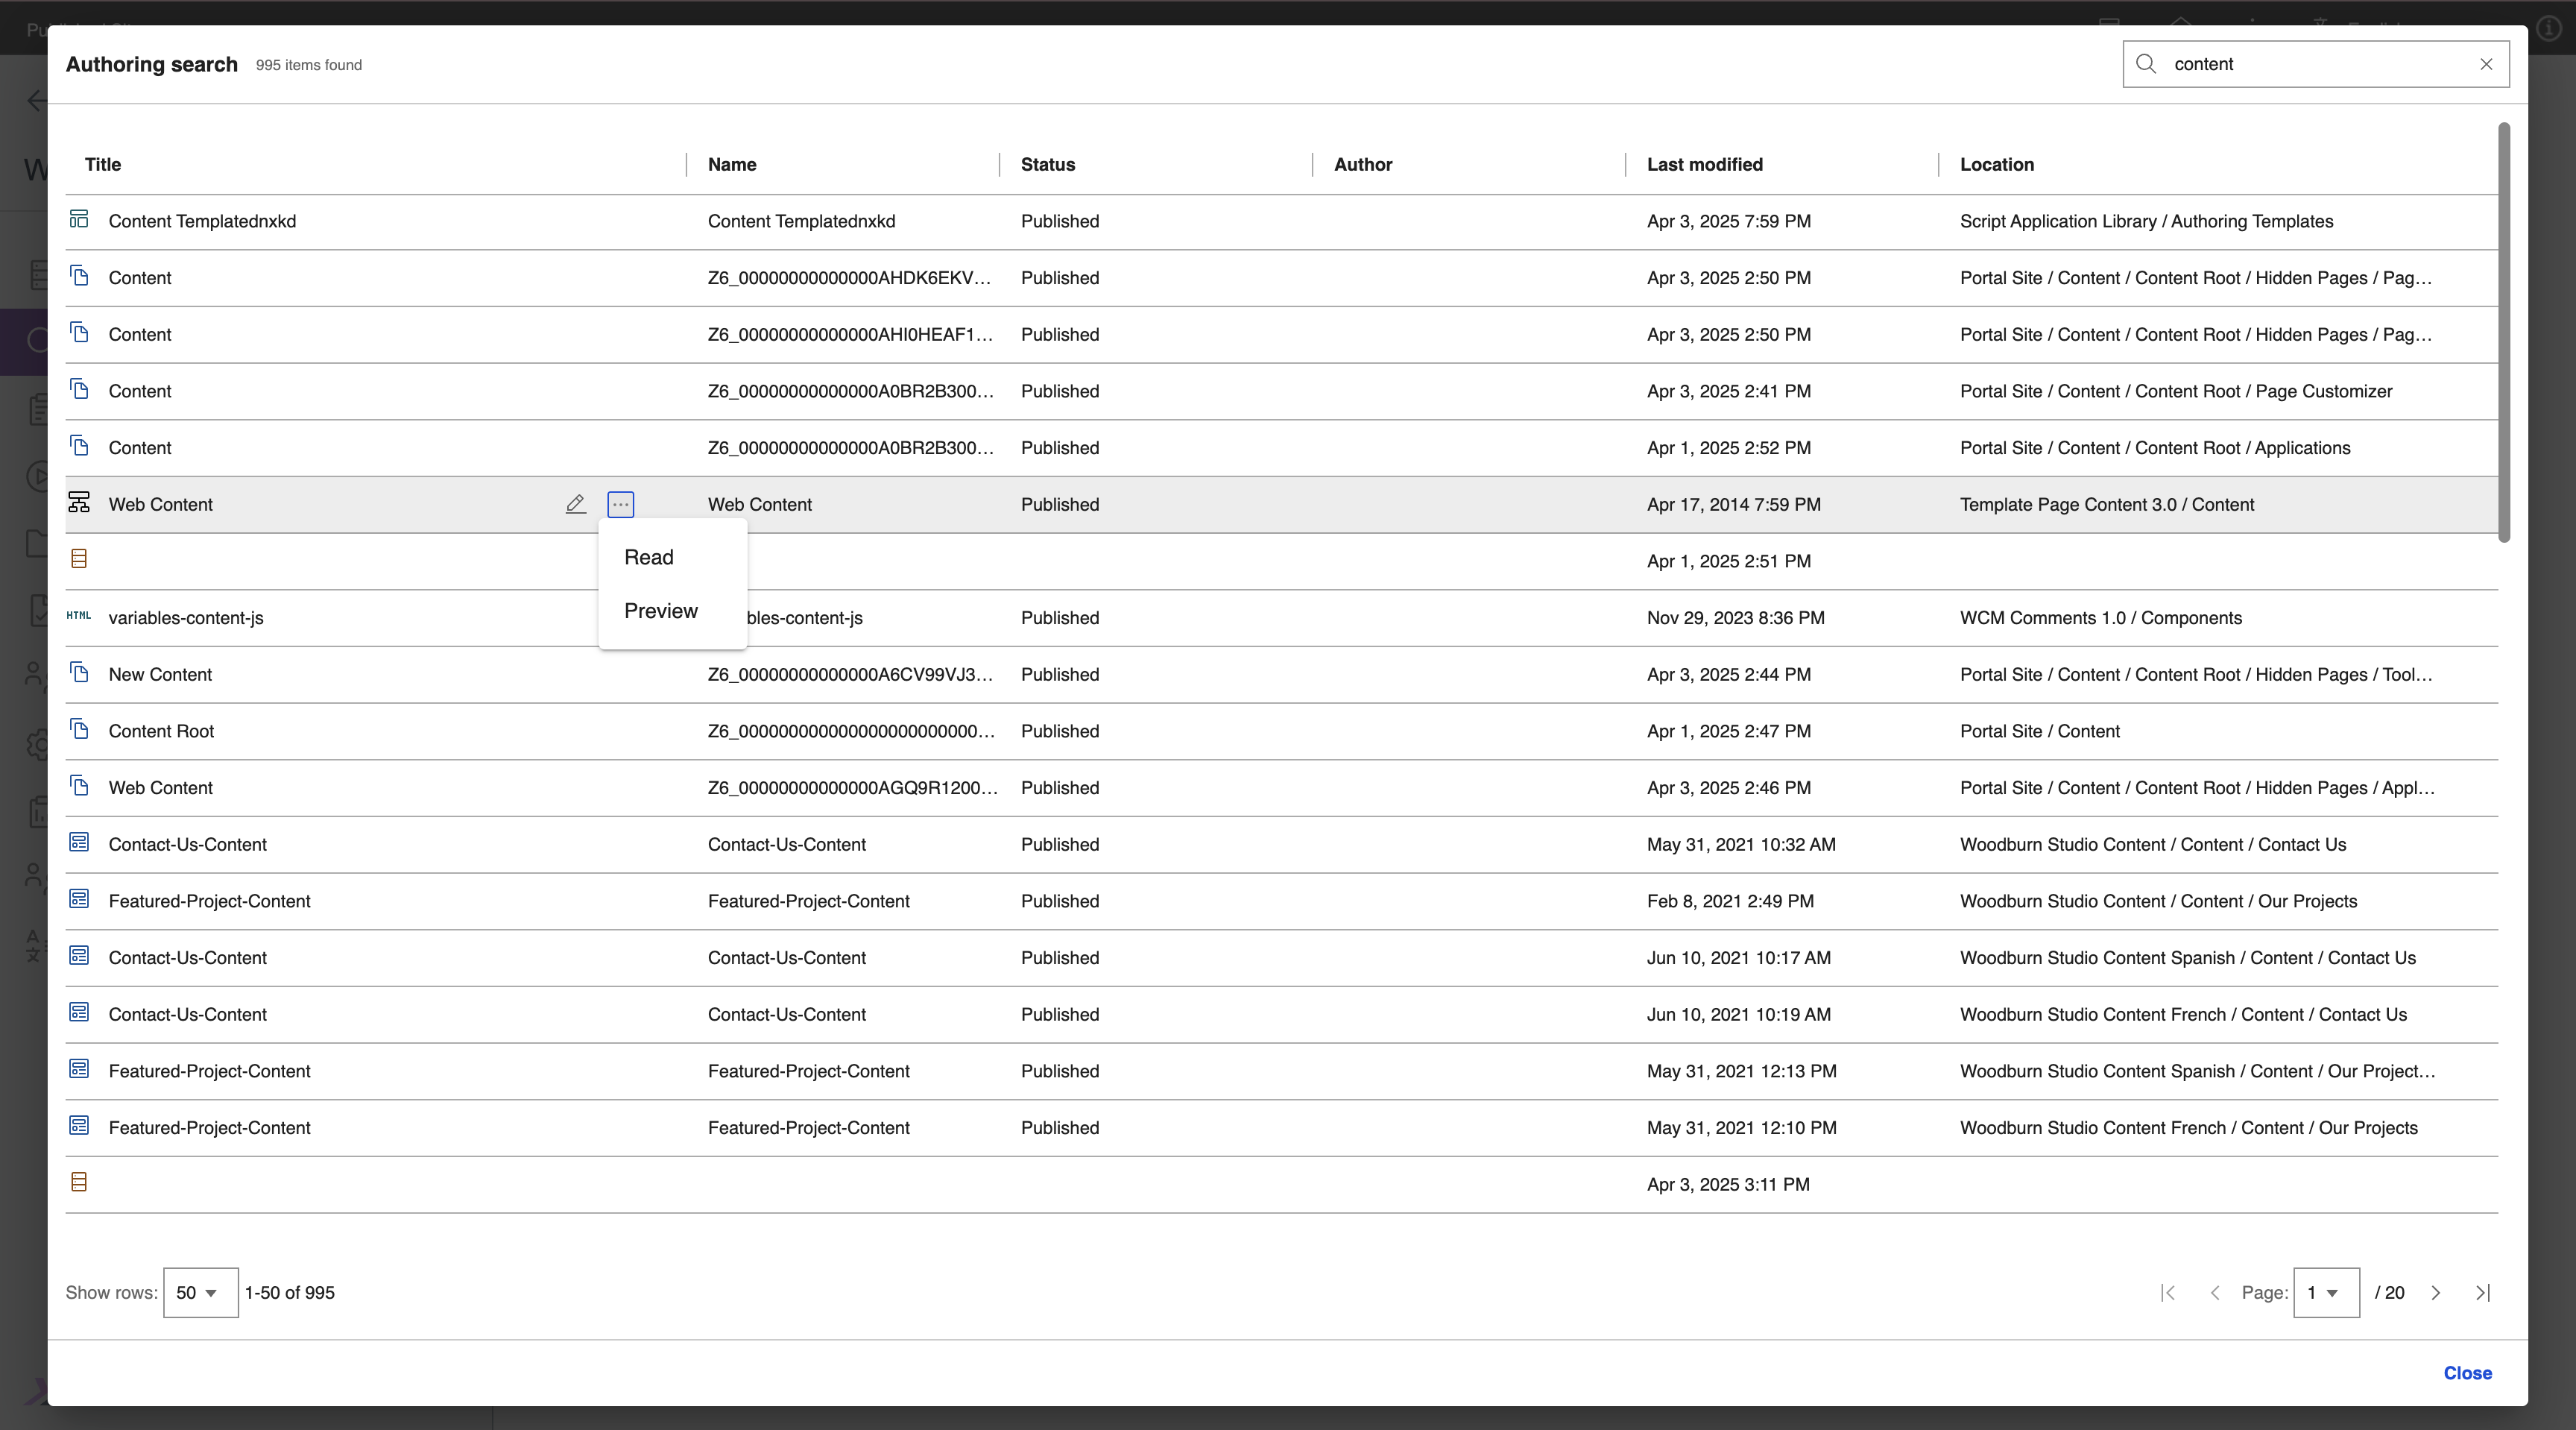 Authoring search 995 items found content
Title Name Status Author Last modified Location
Content Templatednxkd Content Templatednxkd Published Apr 3, 2025 7:59 PM Script Application Library / Authoring Templates
Content Z6_00000000000000AHDK6EKV... Published Apr 3, 2025 2:50 PM Portal Site / Content / Content Root / Hidden Pages / Pag...
Content Z6_00000000000000AHI0HEAF1... Published Apr 3, 2025 2:50 PM Portal Site / Content / Content Root / Hidden Pages / Pag...
Content Z6_00000000000000A0BR2B300... Published Apr 3, 2025 2:41 PM Portal Site / Content / Content Root / Page Customizer
Content Z6_00000000000000A0BR2B300... Published Apr 1, 2025 2:52 PM Portal Site / Content / Content Root / Applications
Web Content Web Content Published Apr 17, 2014 7:59 PM Template Page Content 3.0 / Content
Read
Apr 1, 2025 2:51 PM
Preview
HTML variables-content-js bles-content-js Published Nov 29, 2023 8:36 PM WCM Comments 1.0 / Components
New Content Z6_00000000000000A6CV99VJ3... Published Apr 3, 2025 2:44 PM Portal Site / Content / Content Root / Hidden Pages / Tool...
Content Root Z6_000000000000000000000000... Published Apr 1, 2025 2:47 PM Portal Site / Content
Web Content Z6_00000000000000AGQ9R1200... Published Apr 3, 2025 2:46 PM Portal Site / Content / Content Root / Hidden Pages / Appl...
Contact-Us-Content Contact-Us-Content Published May 31, 2021 10:32 AM Woodburn Studio Content / Content / Contact Us
Featured-Project-Content Featured-Project-Content Published Feb 8, 2021 2:49 PM Woodburn Studio Content / Content / Our Projects
Contact-Us-Content Contact-Us-Content Published Jun 10, 2021 10:17 AM Woodburn Studio Content Spanish / Content / Contact Us
Contact-Us-Content Contact-Us-Content Published Jun 10, 2021 10:19 AM Woodburn Studio Content French / Content / Contact Us
Featured-Project-Content Featured-Project-Content Published May 31, 2021 12:13 PM Woodburn Studio Content Spanish / Content / Our Project...
Featured-Project-Content Featured-Project-Content Published May 31, 2021 12:10 PM Woodburn Studio Content French / Content / Our Projects
Apr 3, 2025 3:11 PM
Show rows: 50 1-50 of 995 Page: 1 / 20
Close